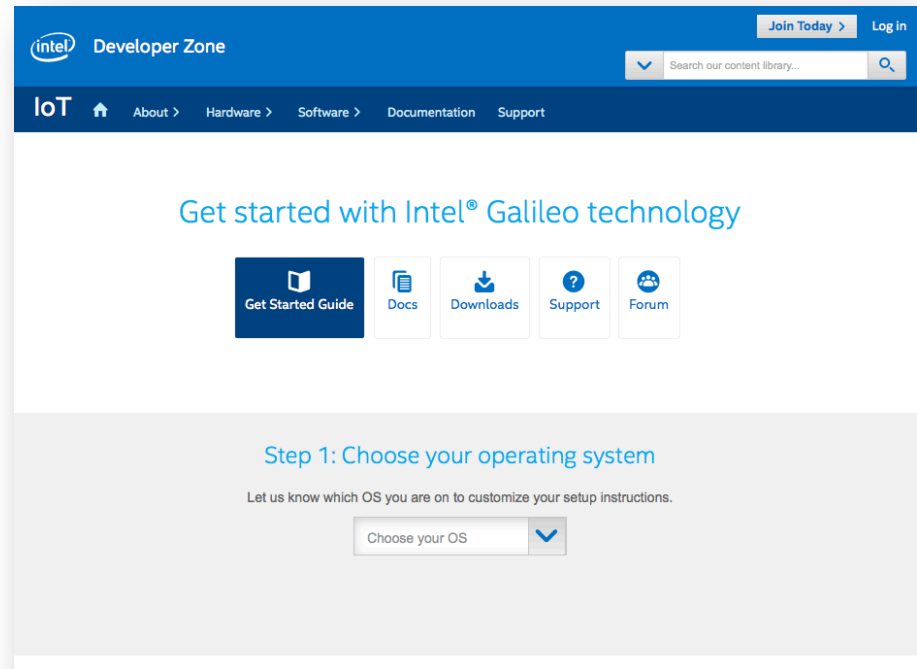 Join Today > Log in
intel Developer Zone
Search our content library...
IoT About > Hardware > Software > Documentation Support
Get started with Intel® Galileo technology
Get Started Guide Docs Downloads Support Forum
Step 1: Choose your operating system
Let us know which OS you are on to customize your setup instructions.
Choose your OS